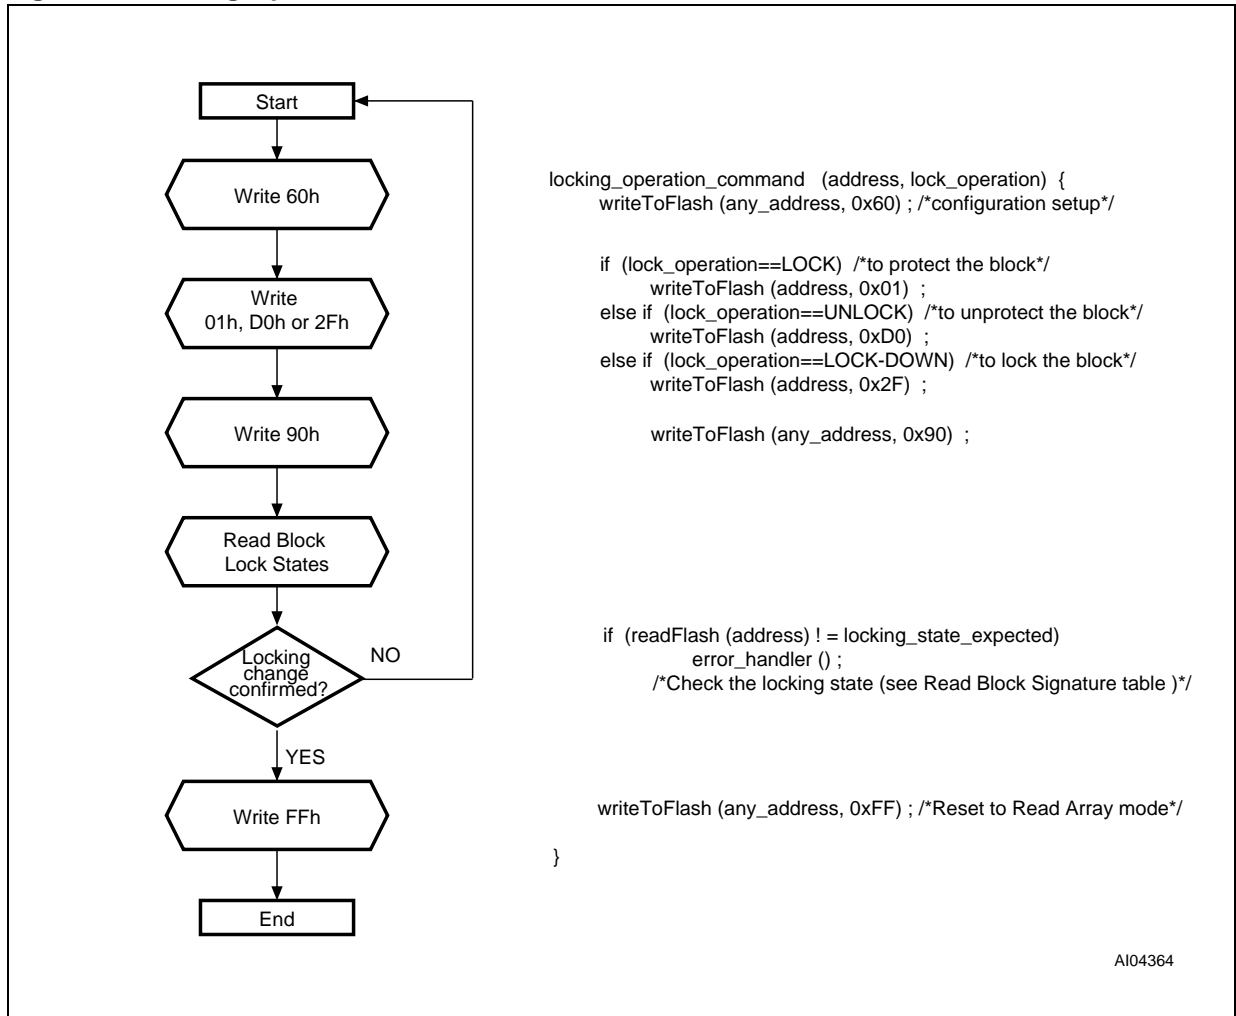 Start
Write 60h
Write
01h, D0h or 2Fh
Write 90h
Read Block
Lock States
Locking
change
confirmed?
NO
YES
Write FFh
End
locking_operation_command (address, lock_operation) {
writeToFlash (any_address, 0x60) ; /*configuration setup*/
if (lock_operation==LOCK) /*to protect the block*/
writeToFlash (address, 0x01) ;
else if (lock_operation==UNLOCK) /*to unprotect the block*/
writeToFlash (address, 0xD0) ;
else if (lock_operation==LOCK-DOWN) /*to lock the block*/
writeToFlash (address, 0x2F) ;
writeToFlash (any_address, 0x90) ;
if (readFlash (address) ! = locking_state_expected)
error_handler () ;
/*Check the locking state (see Read Block Signature table )*/
writeToFlash (any_address, 0xFF) ; /*Reset to Read Array mode*/
}
AI04364